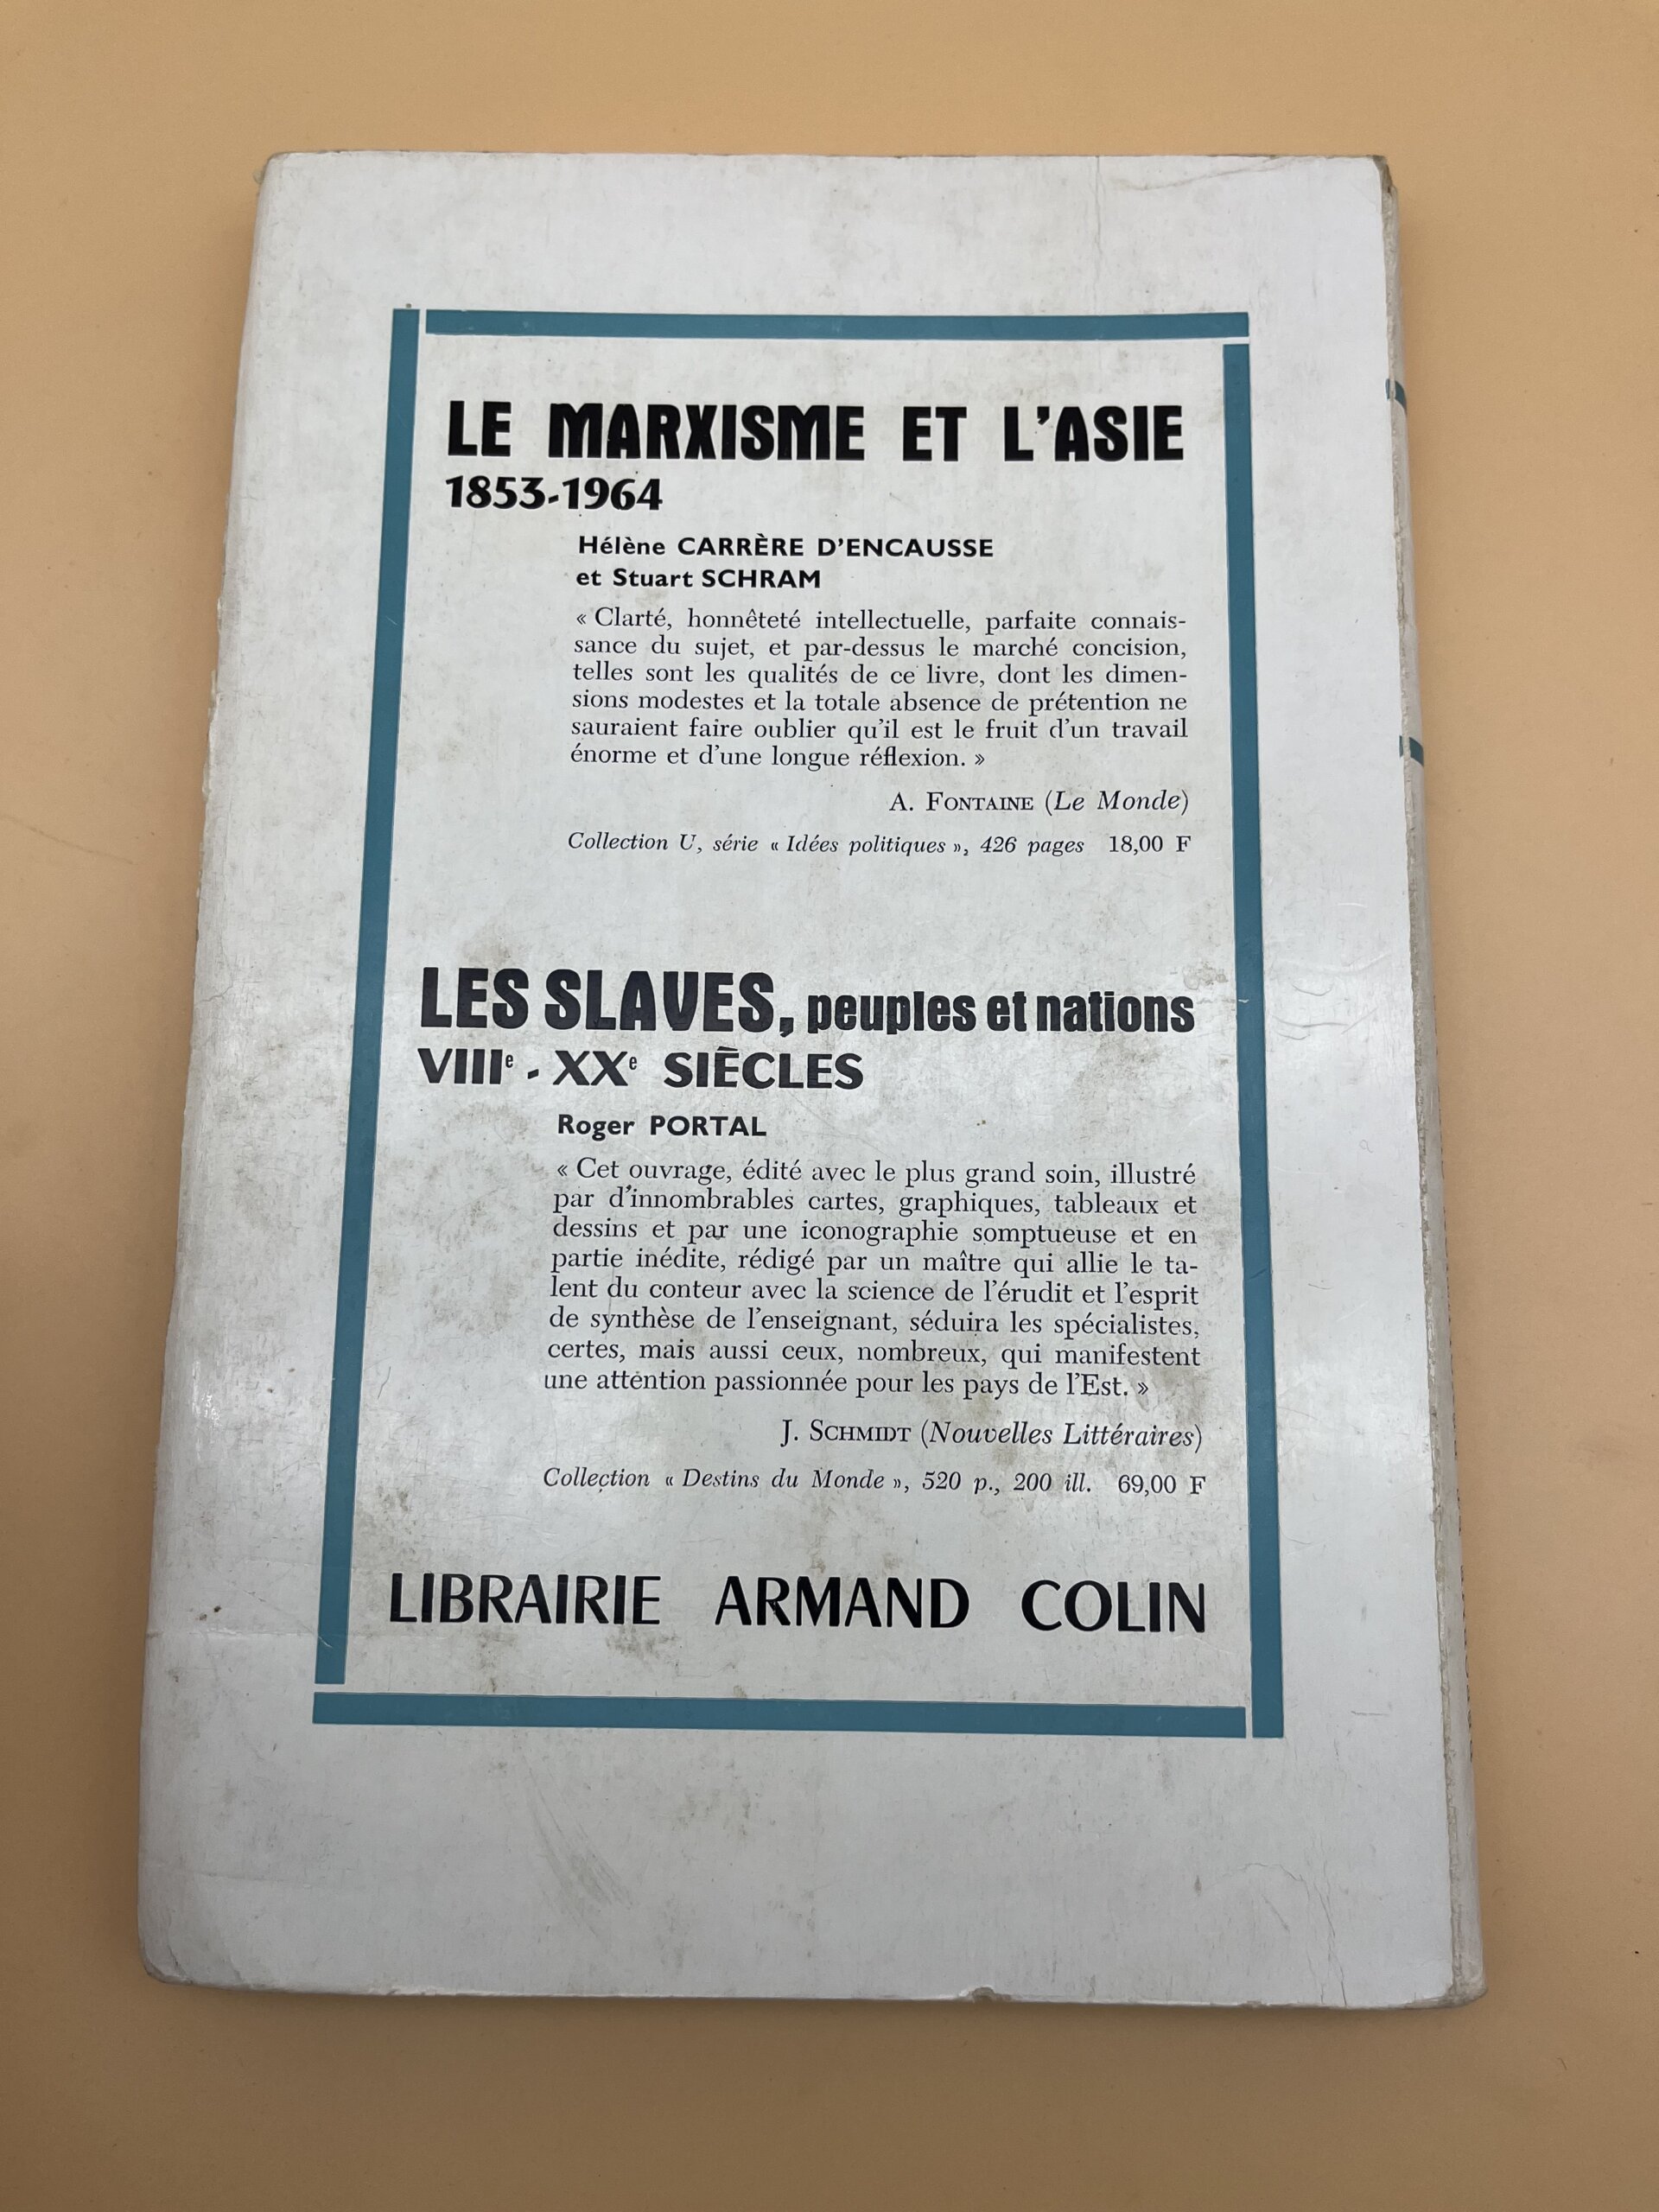 LE MARXISME ET L'ASIE
1853-1964
Hélène CARRÈRE D'ENCAUSSE
et Stuart SCHRAM
« Clarté, honnêteté intellectuelle, parfaite connais-
sance du sujet, et par-dessus le marché concision,
telles sont les qualités de ce livre, dont les dimen-
sions modestes et la totale absence de prétention ne
sauraient faire oublier qu'il est le fruit d'un travail
énorme et d'une longue réflexion. »
A. FONTAINE (Le Monde)
Collection U, série « Idées politiques », 426 pages 18,00 F
LES SLAVES, peuples et nations
VIIIe - XXe SIÈCLES
Roger PORTAL
« Cet ouvrage, édité avec le plus grand soin, illustré
par d'innombrables cartes, graphiques, tableaux et
dessins et par une iconographie somptueuse et en
partie inédite, rédigé par un maître qui allie le ta-
lent du conteur avec la science de l'érudit et l'esprit
de synthèse de l'enseignant, séduira les spécialistes,
certes, mais aussi ceux, nombreux, qui manifestent
une attention passionnée pour les pays de l'Est. »
J. SCHMIDT (Nouvelles Littéraires)
Collection « Destins du Monde », 520 p., 200 ill. 69,00 F
LIBRAIRIE ARMAND COLIN